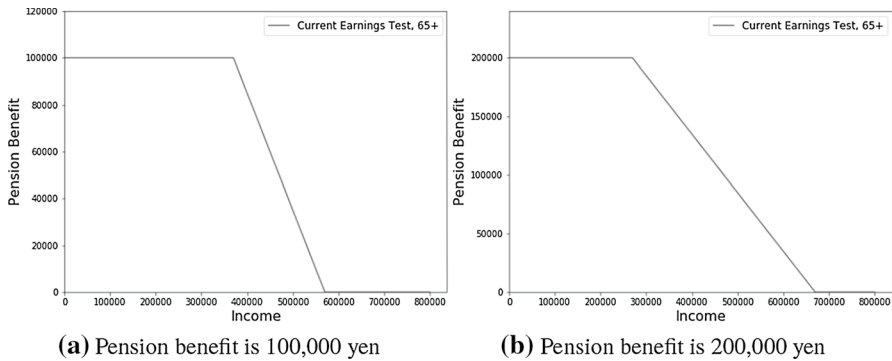 120000
100000
80000
60000
40000
20000
0
Pension Benefit
Current Earnings Test, 65+
0 100000 200000 300000 400000 500000 600000 700000 800000
Income
(a) Pension benefit is 100,000 yen
200000
150000
100000
50000
0
Pension Benefit
Current Earnings Test, 65+
0 100000 200000 300000 400000 500000 600000 700000 800000
Income
(b) Pension benefit is 200,000 yen